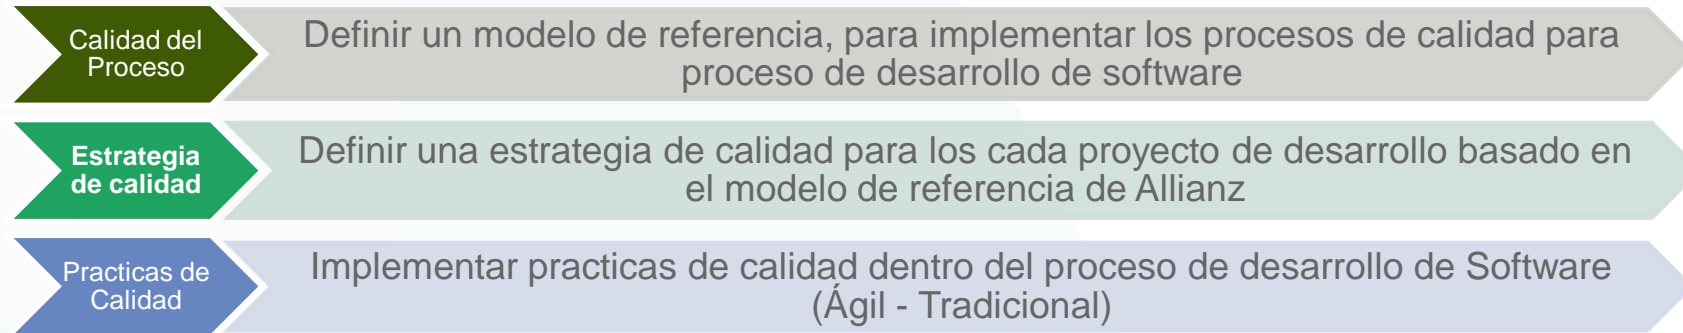 Calidad del
Proceso
Definir un modelo de referencia, para implementar los procesos de calidad para
proceso de desarrollo de software
Estrategia
de calidad
Definir una estrategia de calidad para los cada proyecto de desarrollo basado en
el modelo de referencia de Allianz
Practicas de
Calidad
Implementar practicas de calidad dentro del proceso de desarrollo de Software
(Ágil - Tradicional)